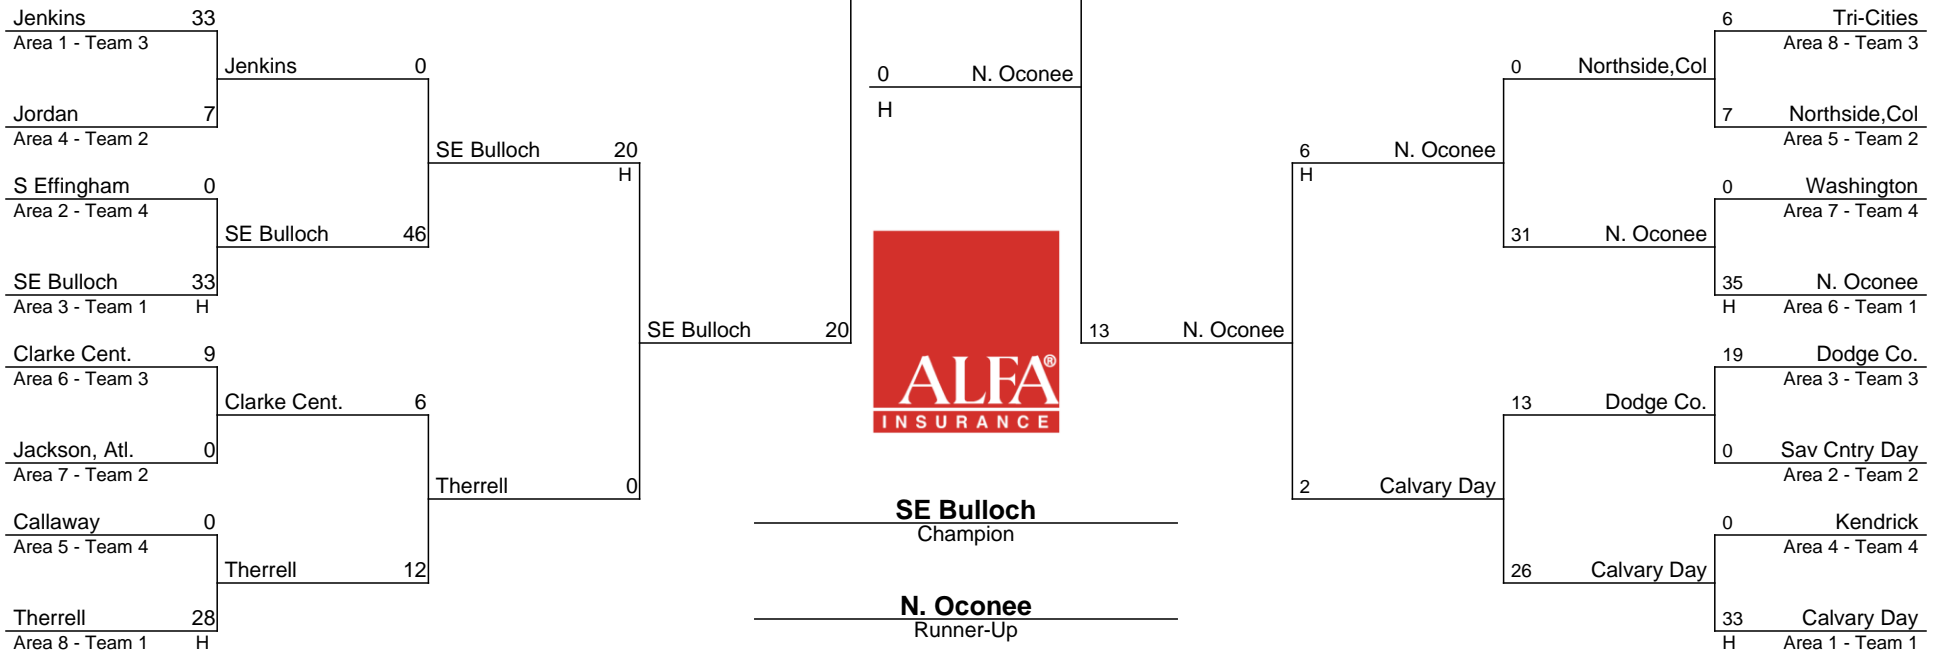 Jenkins 33
Area 1 - Team 3
Jordan 7
Area 4 - Team 2
S Effingham 0
Area 2 - Team 4
SE Bulloch 33
Area 3 - Team 1 H
Clarke Cent. 9
Area 6 - Team 3
Jackson, Atl. 0
Area 7 - Team 2
Callaway 0
Area 5 - Team 4
Therrell 28
Area 8 - Team 1 H
Jenkins 0
SE Bulloch 46
Clarke Cent. 6
Therrell 12
SE Bulloch 20
H
Therrell 0
SE Bulloch 20
0 N. Oconee
H
ALFA®
INSURANCE
SE Bulloch
Champion
N. Oconee
Runner-Up
13 N. Oconee
6 N. Oconee
H
2 Calvary Day
0 Northside,Col
31 N. Oconee
13 Dodge Co.
26 Calvary Day
6 Tri-Cities
Area 8 - Team 3
7 Northside,Col
Area 5 - Team 2
0 Washington
Area 7 - Team 4
35 N. Oconee
H Area 6 - Team 1
19 Dodge Co.
Area 3 - Team 3
0 Sav Cntry Day
Area 2 - Team 2
0 Kendrick
Area 4 - Team 4
33 Calvary Day
H Area 1 - Team 1